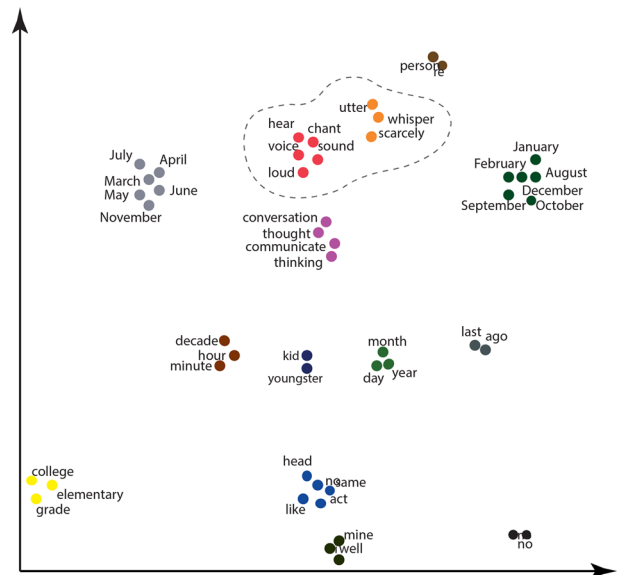 person
re
utter
whisper
scarcely
hear
chant
voice
sound
loud
July
April
March
June
May
November
January
February
August
December
September
October
conversation
thought
communicate
thinking
decade
hour
minute
kid
youngster
month
day
year
last
ago
college
elementary
grade
head
same
like
act
mine
well
no